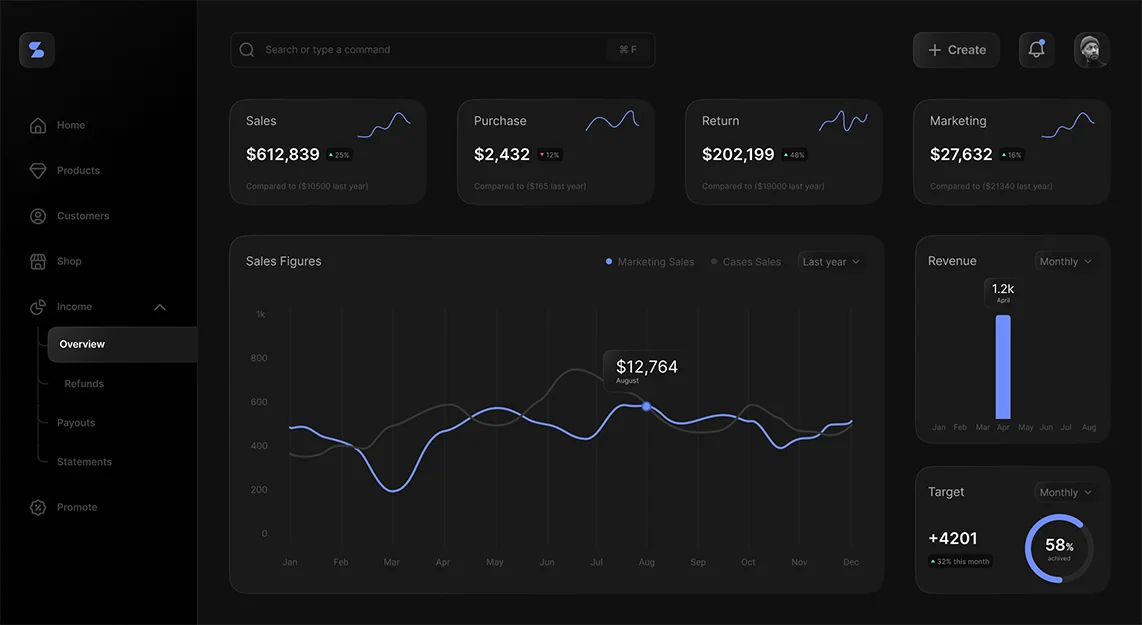 Search or type a command
⌘ F
Create
Home
Products
Customers
Shop
Income
Overview
Refunds
Payouts
Statements
Promote
Sales
$612,839 25%
Compared to ($10500 last year)
Purchase
$2,432 12%
Compared to ($165 last year)
Return
$202,199 48%
Compared to ($19000 last year)
Marketing
$27,632 16%
Compared to ($21340 last year)
Sales Figures
Marketing Sales Cases Sales Last year
1k
800
600
400
200
0
$12,764
August
Jan Feb Mar Apr May Jun Jul Aug Sep Oct Nov Dec
Revenue Monthly
1.2k
April
Jan Feb Mar Apr May Jun Jul Aug
Target Monthly
+4201
32% this month
58%
achived